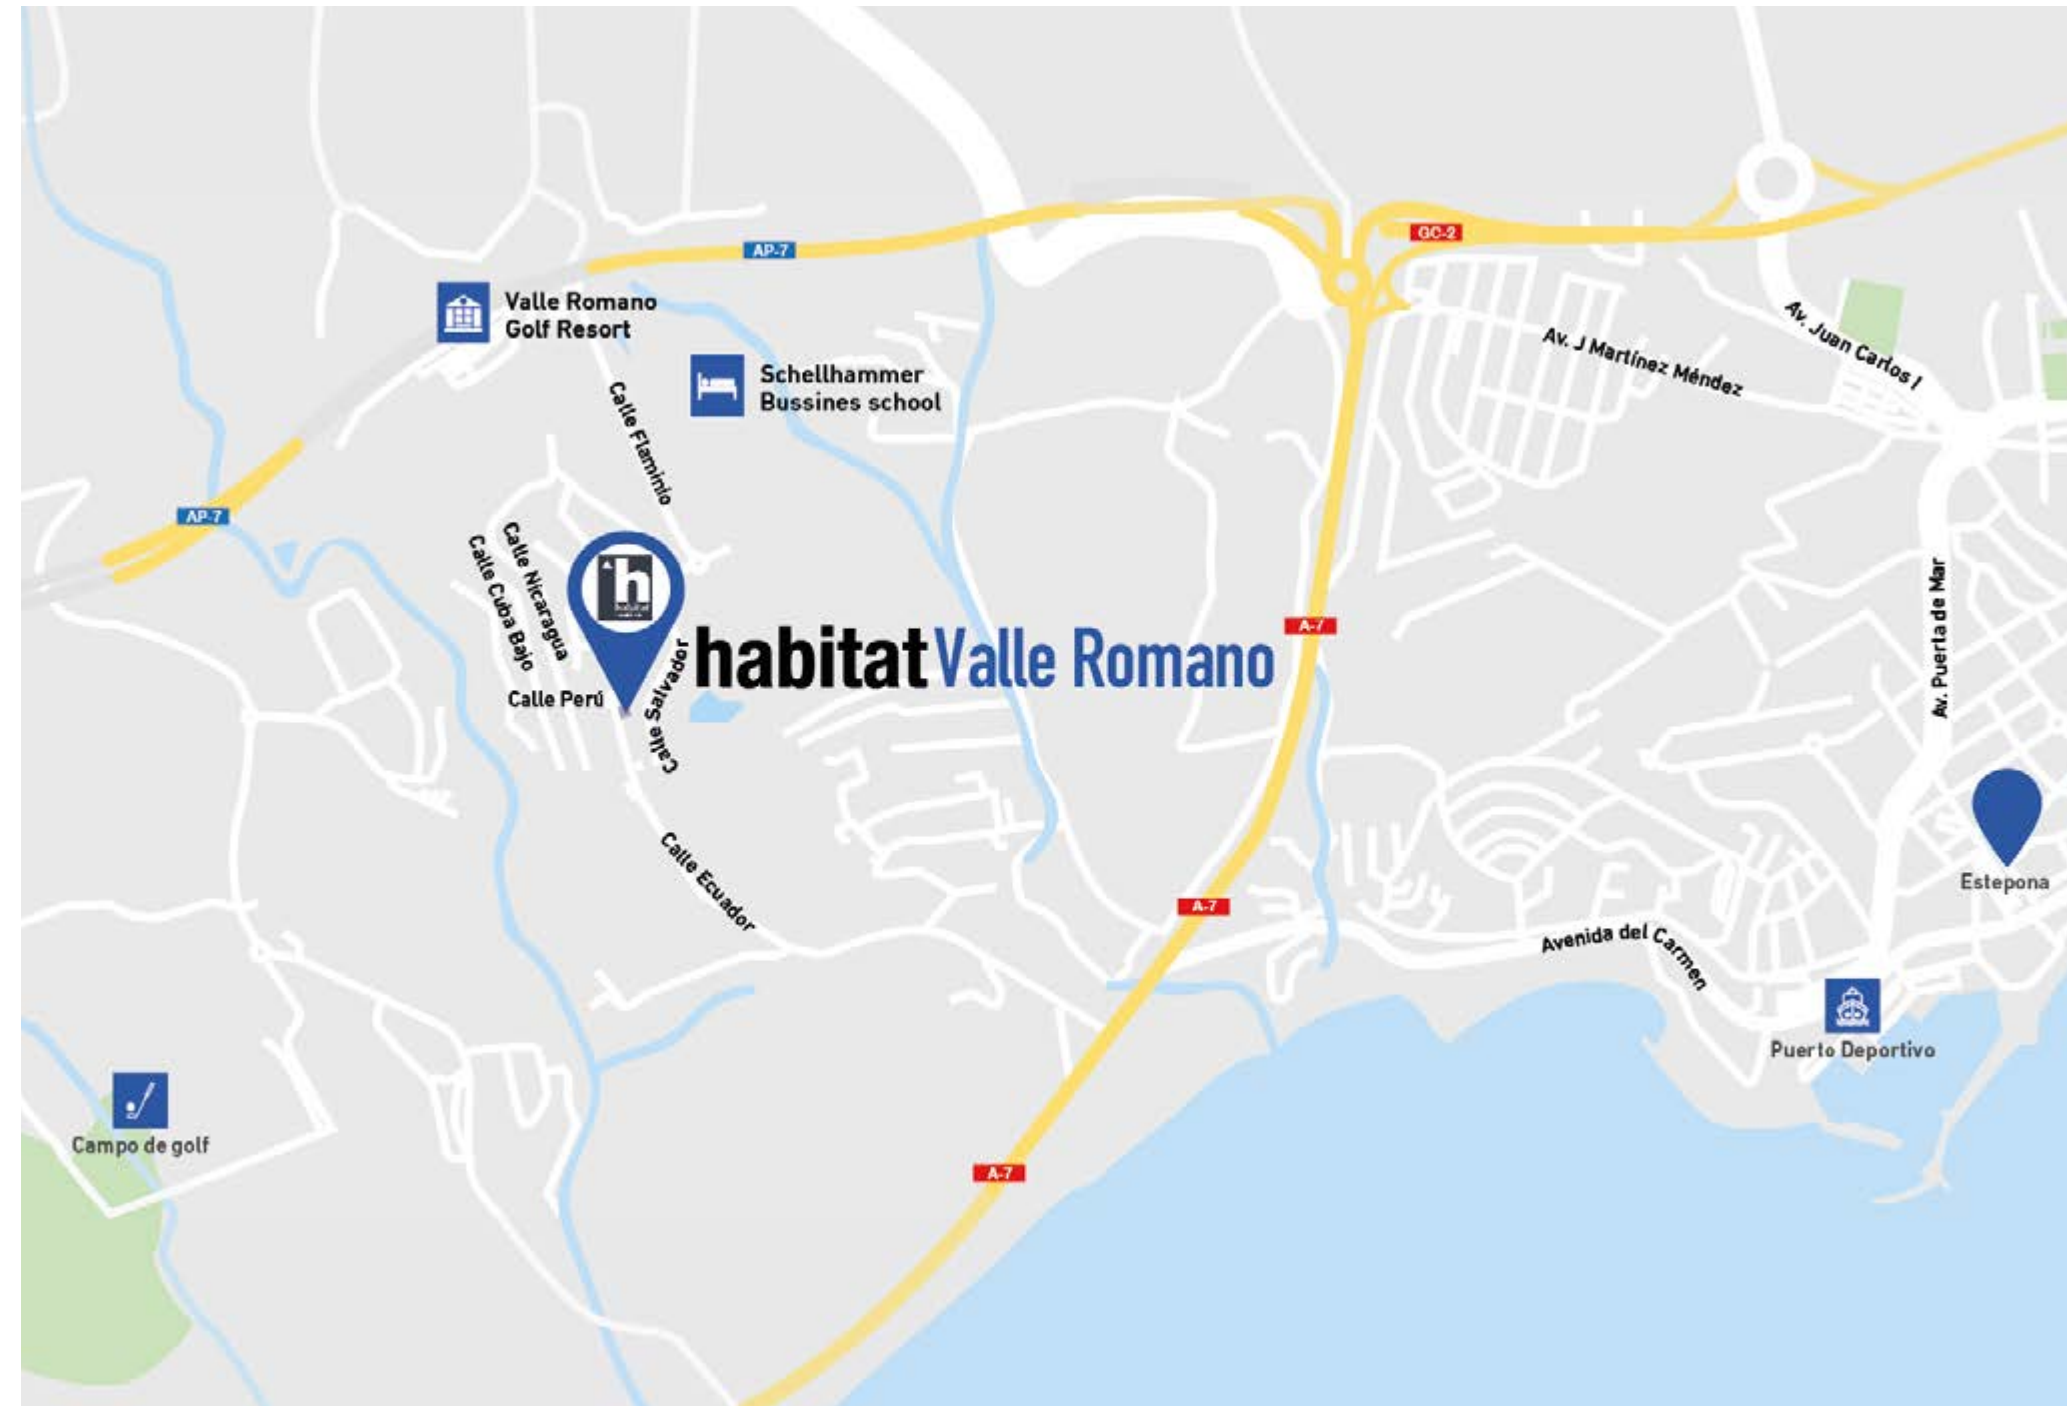 GC-2
AP-7
Valle Romano
Golf Resort
Av. Juan Carlos I
Av. J Martínez Méndez
Schellhammer
Bussines school
Calle Flaminio
AP-7
Calle Nicaragua
Calle Cuba Bajo
h
habitat
habitat Valle Romano
A-7
Av. Puerta de Mar
Calle Perú
Calle Salvador
Calle Ecuador
Estepona
A-7
Avenida del Carmen
Puerto Deportivo
Campo de golf
A-7